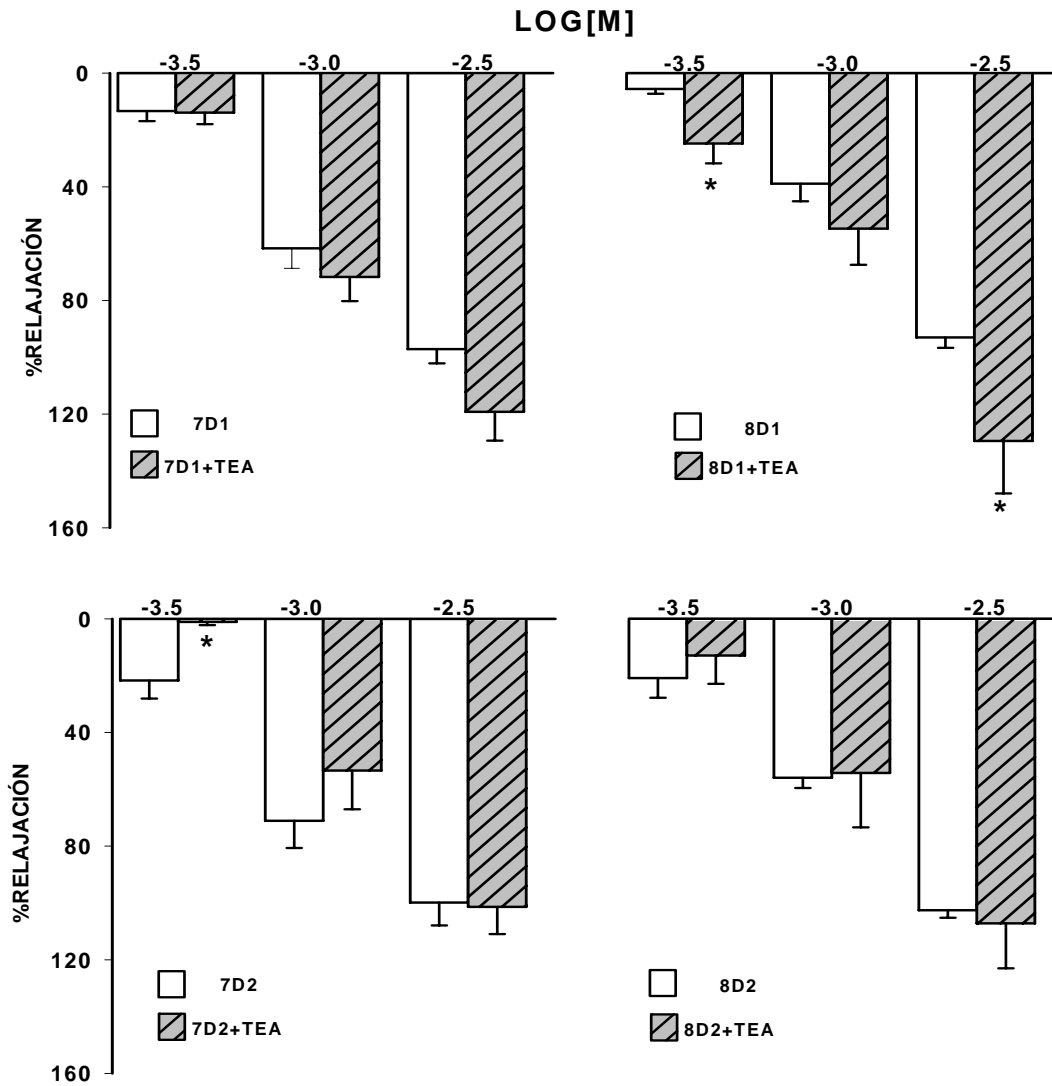 LOG[M]
-3.5 -3.0 -2.5
0
40
80
120
160
%RELAJACIÓN
*
7D1
7D1+TEA
-3.5 -3.0 -2.5
*
*
8D1
8D1+TEA
-3.5 -3.0 -2.5
0
40
80
120
160
%RELAJACIÓN
*
7D2
7D2+TEA
-3.5 -3.0 -2.5
8D2
8D2+TEA